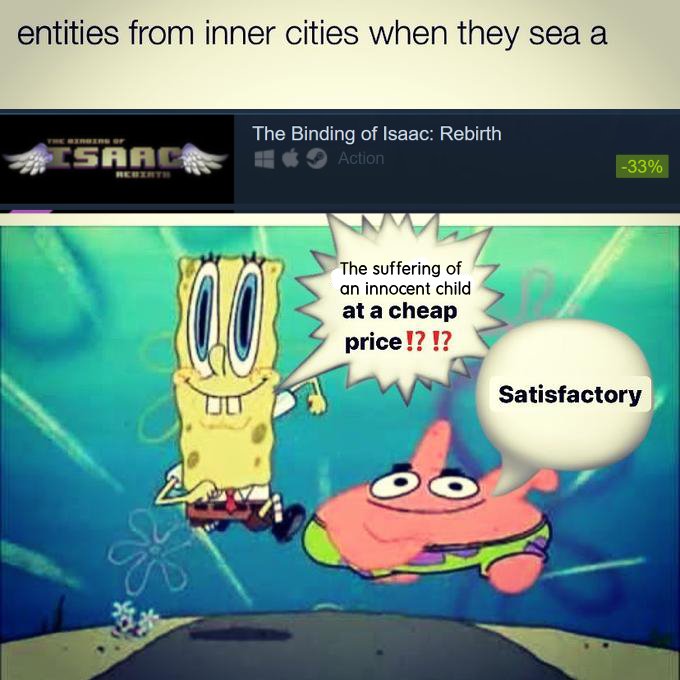 entities from inner cities when they sea a
THE BINDING OF
ISAAC
REBIRTH
The Binding of Isaac: Rebirth
Action
-33%
The suffering of
an innocent child
at a cheap
price⁉️ ⁉️
Satisfactory